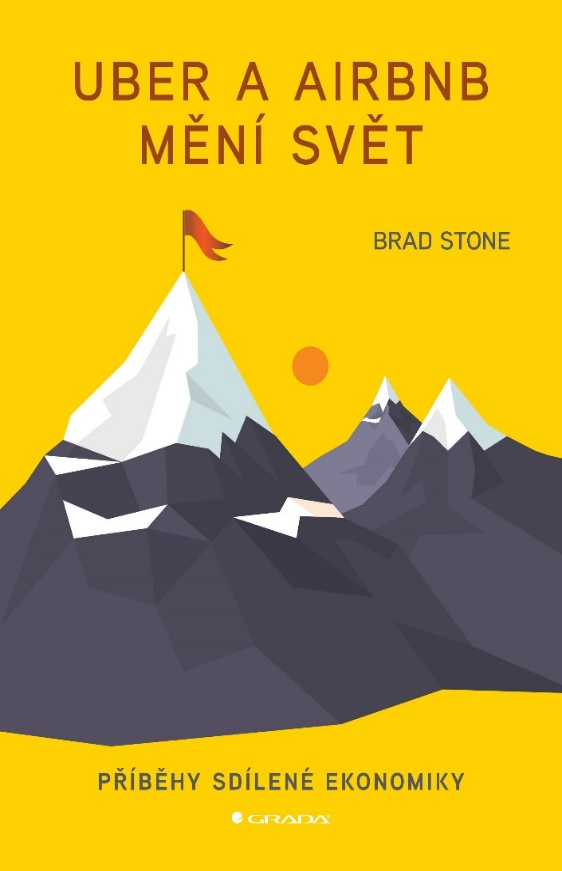 UBER A AIRBNB
MĚNÍ SVĚT
BRAD STONE
PŘÍBĚHY SDÍLENÉ EKONOMIKY
GRADA